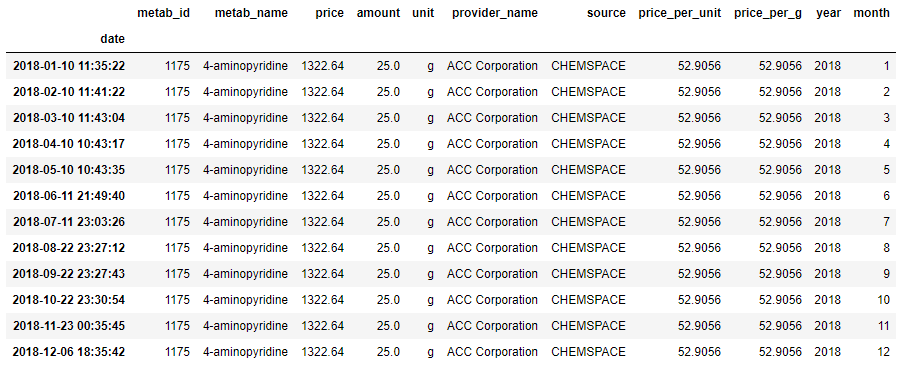 metab_id metab_name price amount unit provider_name source price_per_unit price_per_g year month
date
2018-01-10 11:35:22 1175 4-aminopyridine 1322.64 25.0 g ACC Corporation CHEMSPACE 52.9056 52.9056 2018 1
2018-02-10 11:41:22 1175 4-aminopyridine 1322.64 25.0 g ACC Corporation CHEMSPACE 52.9056 52.9056 2018 2
2018-03-10 11:43:04 1175 4-aminopyridine 1322.64 25.0 g ACC Corporation CHEMSPACE 52.9056 52.9056 2018 3
2018-04-10 10:43:17 1175 4-aminopyridine 1322.64 25.0 g ACC Corporation CHEMSPACE 52.9056 52.9056 2018 4
2018-05-10 10:43:35 1175 4-aminopyridine 1322.64 25.0 g ACC Corporation CHEMSPACE 52.9056 52.9056 2018 5
2018-06-11 21:49:40 1175 4-aminopyridine 1322.64 25.0 g ACC Corporation CHEMSPACE 52.9056 52.9056 2018 6
2018-07-11 23:03:26 1175 4-aminopyridine 1322.64 25.0 g ACC Corporation CHEMSPACE 52.9056 52.9056 2018 7
2018-08-22 23:27:12 1175 4-aminopyridine 1322.64 25.0 g ACC Corporation CHEMSPACE 52.9056 52.9056 2018 8
2018-09-22 23:27:43 1175 4-aminopyridine 1322.64 25.0 g ACC Corporation CHEMSPACE 52.9056 52.9056 2018 9
2018-10-22 23:30:54 1175 4-aminopyridine 1322.64 25.0 g ACC Corporation CHEMSPACE 52.9056 52.9056 2018 10
2018-11-23 00:35:45 1175 4-aminopyridine 1322.64 25.0 g ACC Corporation CHEMSPACE 52.9056 52.9056 2018 11
2018-12-06 18:35:42 1175 4-aminopyridine 1322.64 25.0 g ACC Corporation CHEMSPACE 52.9056 52.9056 2018 12